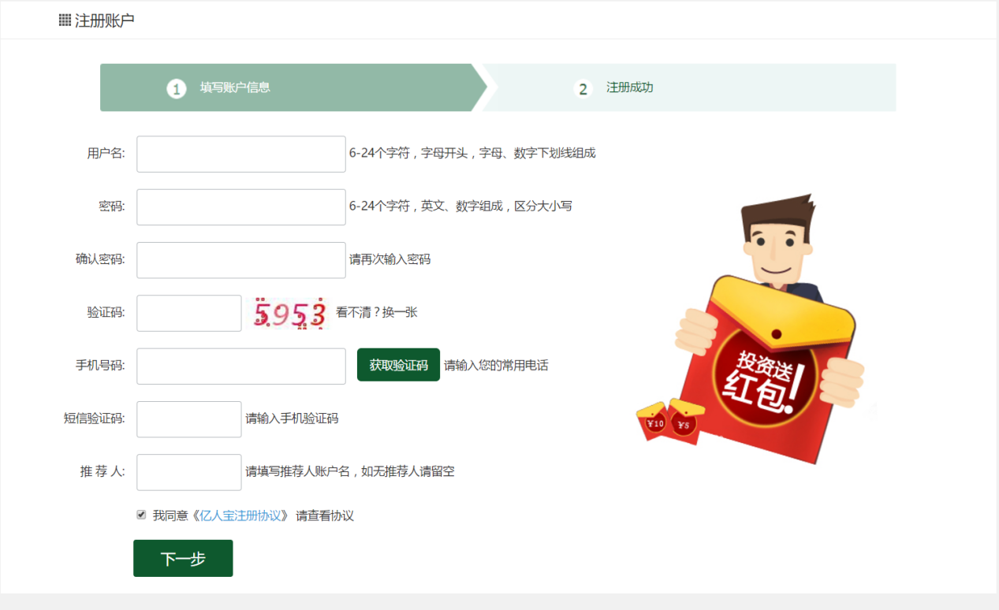 注册账户
1 填写账户信息
2 注册成功
用户名: 6-24个字符，字母开头，字母、数字下划线组成
密码: 6-24个字符，英文、数字组成，区分大小写
确认密码: 请再次输入密码
验证码: 5953 看不清？换一张
手机号码: 获取验证码 请输入您的常用电话
短信验证码: 请输入手机验证码
推 荐 人: 请填写推荐人账户名，如无推荐人请留空
我同意《亿人宝注册协议》 请查看协议
下一步
投资送
红包!
¥10
¥5